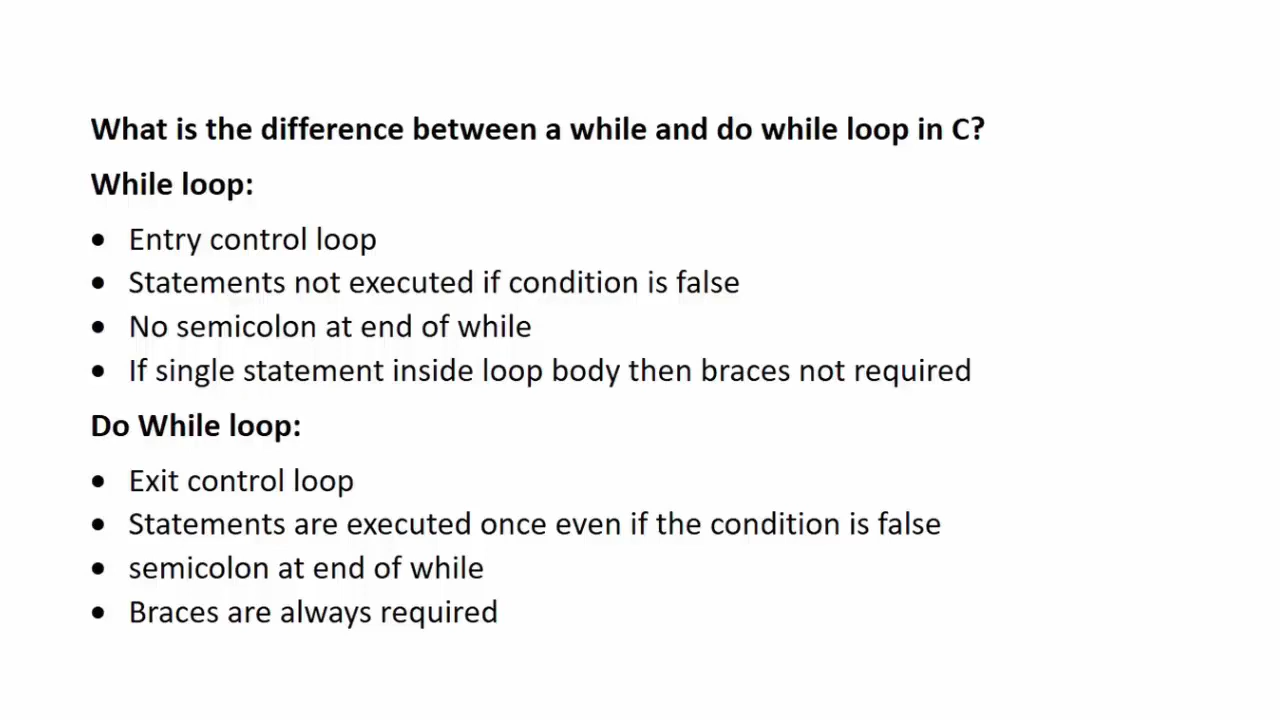 What is the difference between a while and do while loop in C?
While loop:
• Entry control loop
• Statements not executed if condition is false
• No semicolon at end of while
• If single statement inside loop body then braces not required
Do While loop:
• Exit control loop
• Statements are executed once even if the condition is false
• semicolon at end of while
• Braces are always required